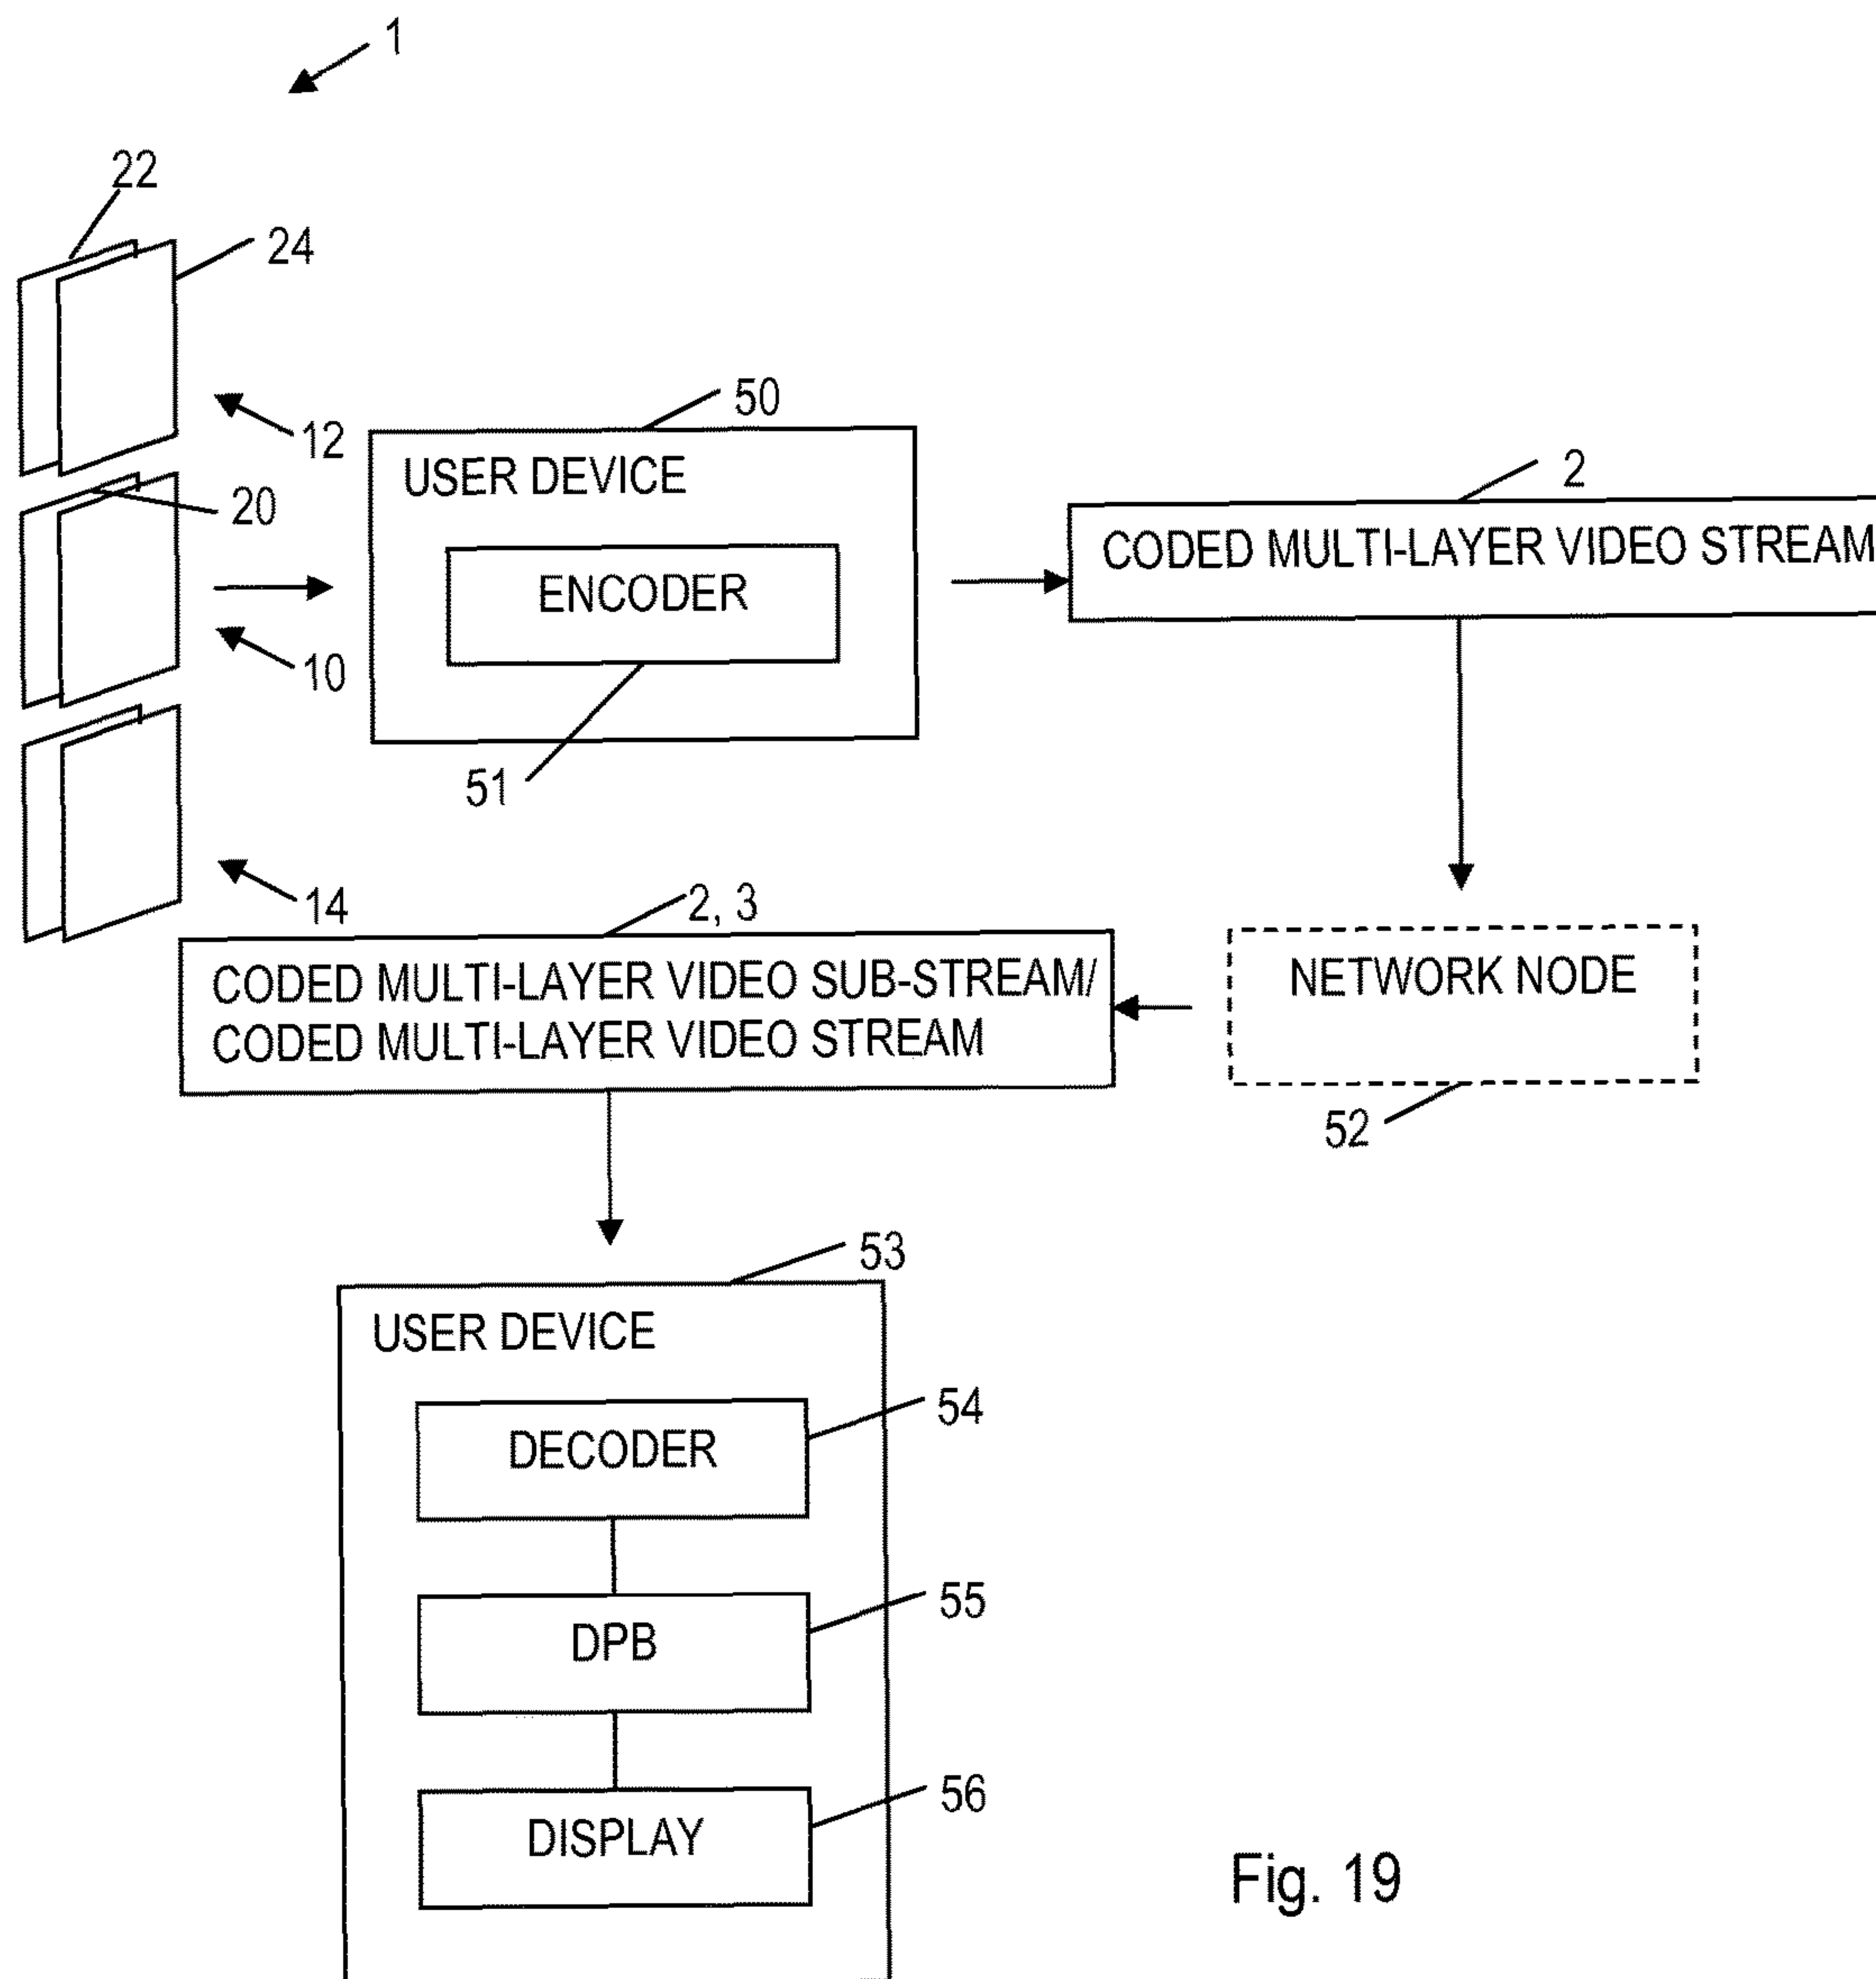 1
22
24
12
20
10
14
50
USER DEVICE
ENCODER
51
2
CODED MULTI-LAYER VIDEO STREAM
2, 3
CODED MULTI-LAYER VIDEO SUB-STREAM/
CODED MULTI-LAYER VIDEO STREAM
NETWORK NODE
52
53
USER DEVICE
54
DECODER
55
DPB
56
DISPLAY
Fig. 19